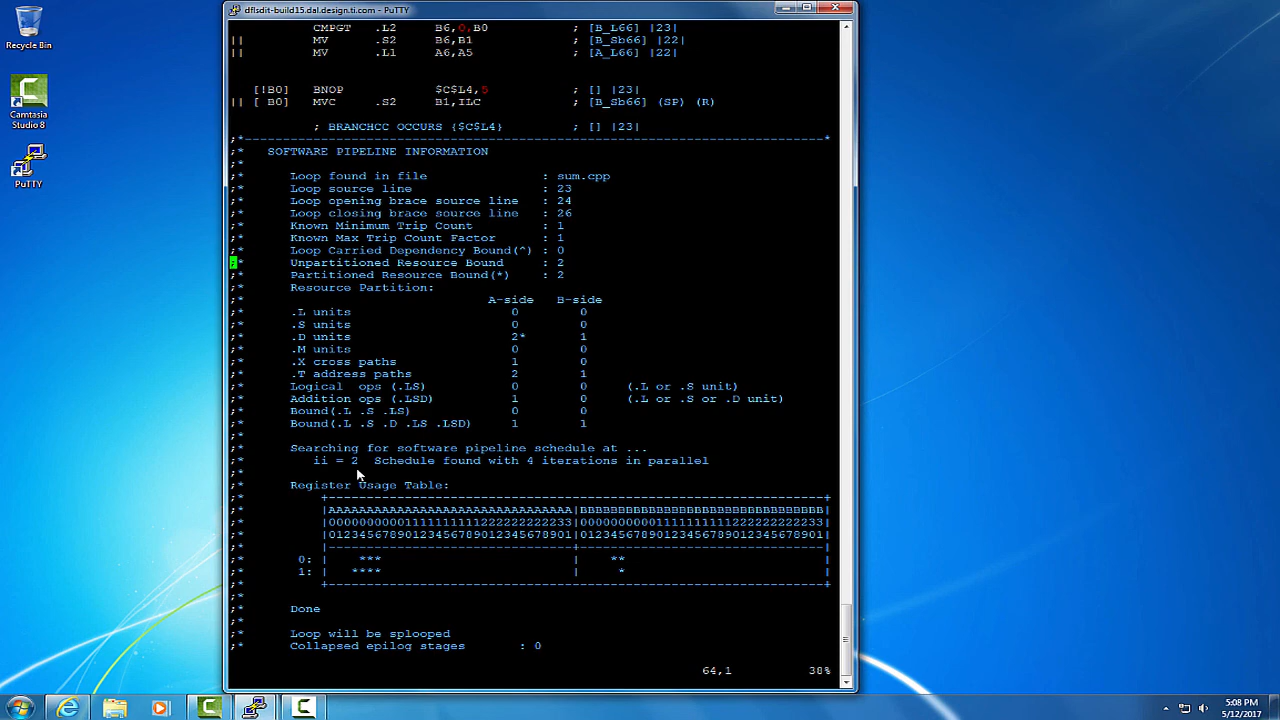 dflsdit-build15.dal.design.ti.com - PuTTY
Recycle Bin
Camtasia Studio 8
PuTTY
CMPGT .L2 B6,0,B0 ; [B_L66] |23|
|| MV .S2 B6,B1 ; [B_Sb66] |22|
|| MV .L1 A6,A5 ; [A_L66] |22|
[!B0] BNOP $C$L4,5 ; [] |23|
|| [ B0] MVC .S2 B1,ILC ; [B_Sb66] (SP) (R)
; BRANCHCC OCCURS {$C$L4} ; [] |23|
;*----------------------------------------------------------------------------*
;* SOFTWARE PIPELINE INFORMATION
;*
;* Loop found in file : sum.cpp
;* Loop source line : 23
;* Loop opening brace source line : 24
;* Loop closing brace source line : 26
;* Known Minimum Trip Count : 1
;* Known Max Trip Count Factor : 1
;* Loop Carried Dependency Bound(^) : 0
;* Unpartitioned Resource Bound : 2
;* Partitioned Resource Bound(*) : 2
;* Resource Partition:
;* A-side B-side
;* .L units 0 0
;* .S units 0 0
;* .D units 2* 1
;* .M units 0 0
;* .X cross paths 1 0
;* .T address paths 2 1
;* Logical ops (.LS) 0 0 (.L or .S unit)
;* Addition ops (.LSD) 1 0 (.L or .S or .D unit)
;* Bound(.L .S .LS) 0 0
;* Bound(.L .S .D .LS .LSD) 1 1
;*
;* Searching for software pipeline schedule at ...
;* ii = 2 Schedule found with 4 iterations in parallel
;*
;* Register Usage Table:
;* +-----------------------------------------------------------------+
;* |AAAAAAAAAAAAAAAAAAAAAAAAAAAAAAAA|BBBBBBBBBBBBBBBBBBBBBBBBBBBBBBBB|
;* |00000000001111111111222222222233|00000000001111111111222222222233|
;* |01234567890123456789012345678901|01234567890123456789012345678901|
;* |--------------------------------+--------------------------------|
;* 0: | *** | ** |
;* 1: | **** | * |
;* +-----------------------------------------------------------------+
;*
;* Done
;*
;* Loop will be splooped
;* Collapsed epilog stages : 0
64,1 38%
5:08 PM
5/12/2017